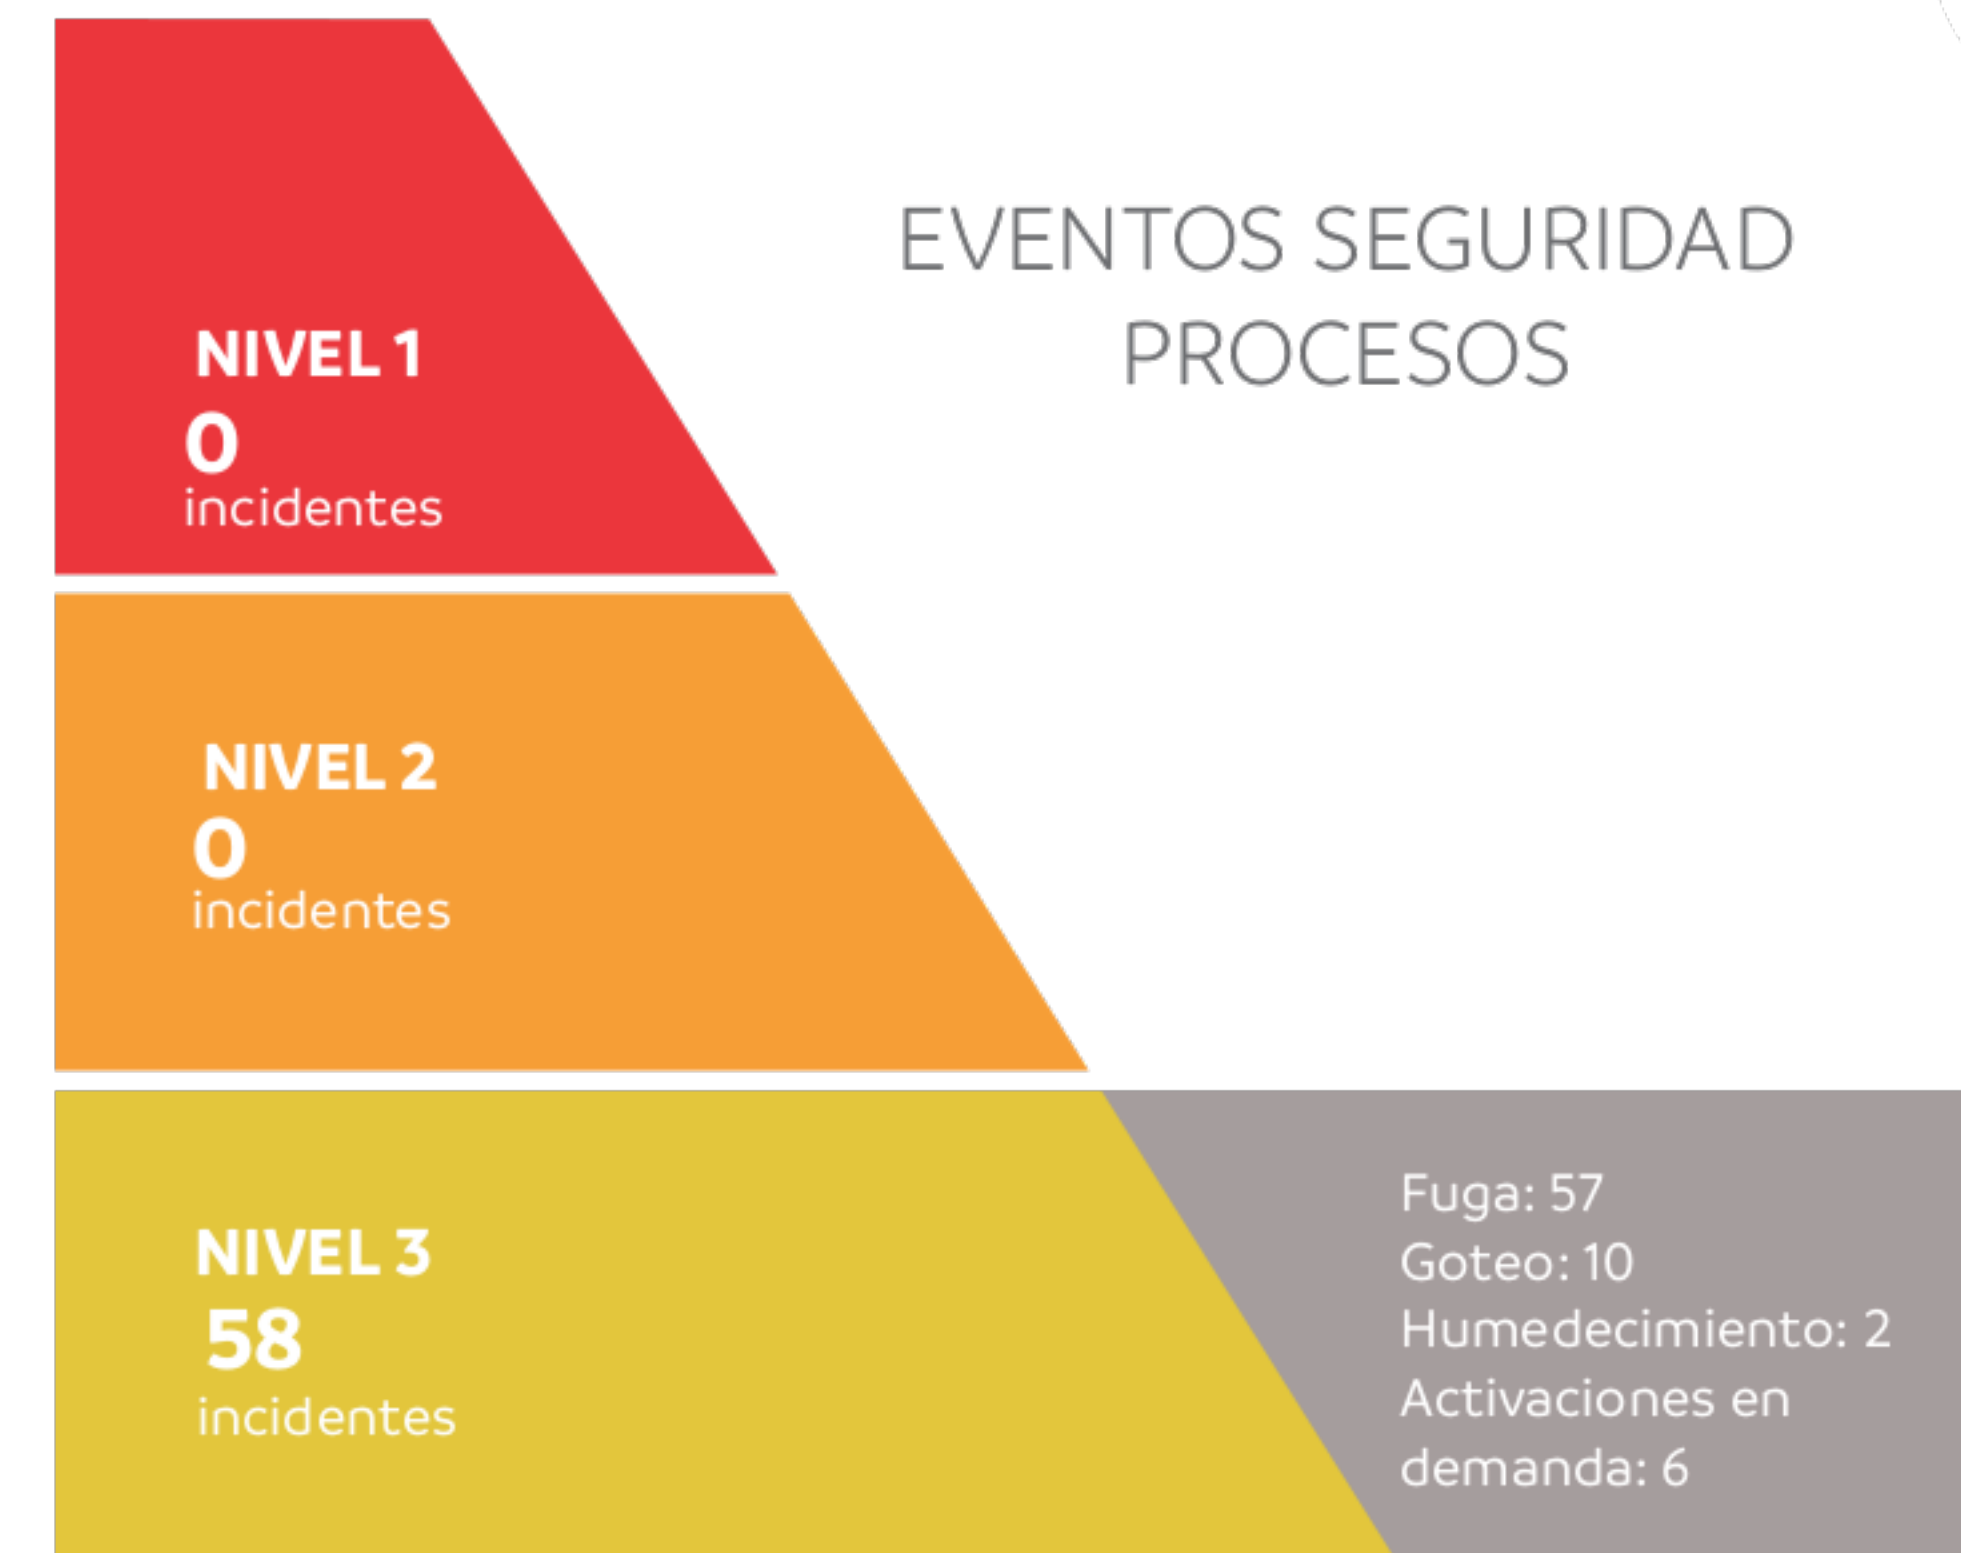 EVENTOS SEGURIDAD
PROCESOS
NIVEL 1
0
incidentes
NIVEL 2
0
incidentes
NIVEL 3
58
incidentes
Fuga: 57
Goteo: 10
Humedecimiento: 2
Activaciones en
demanda: 6